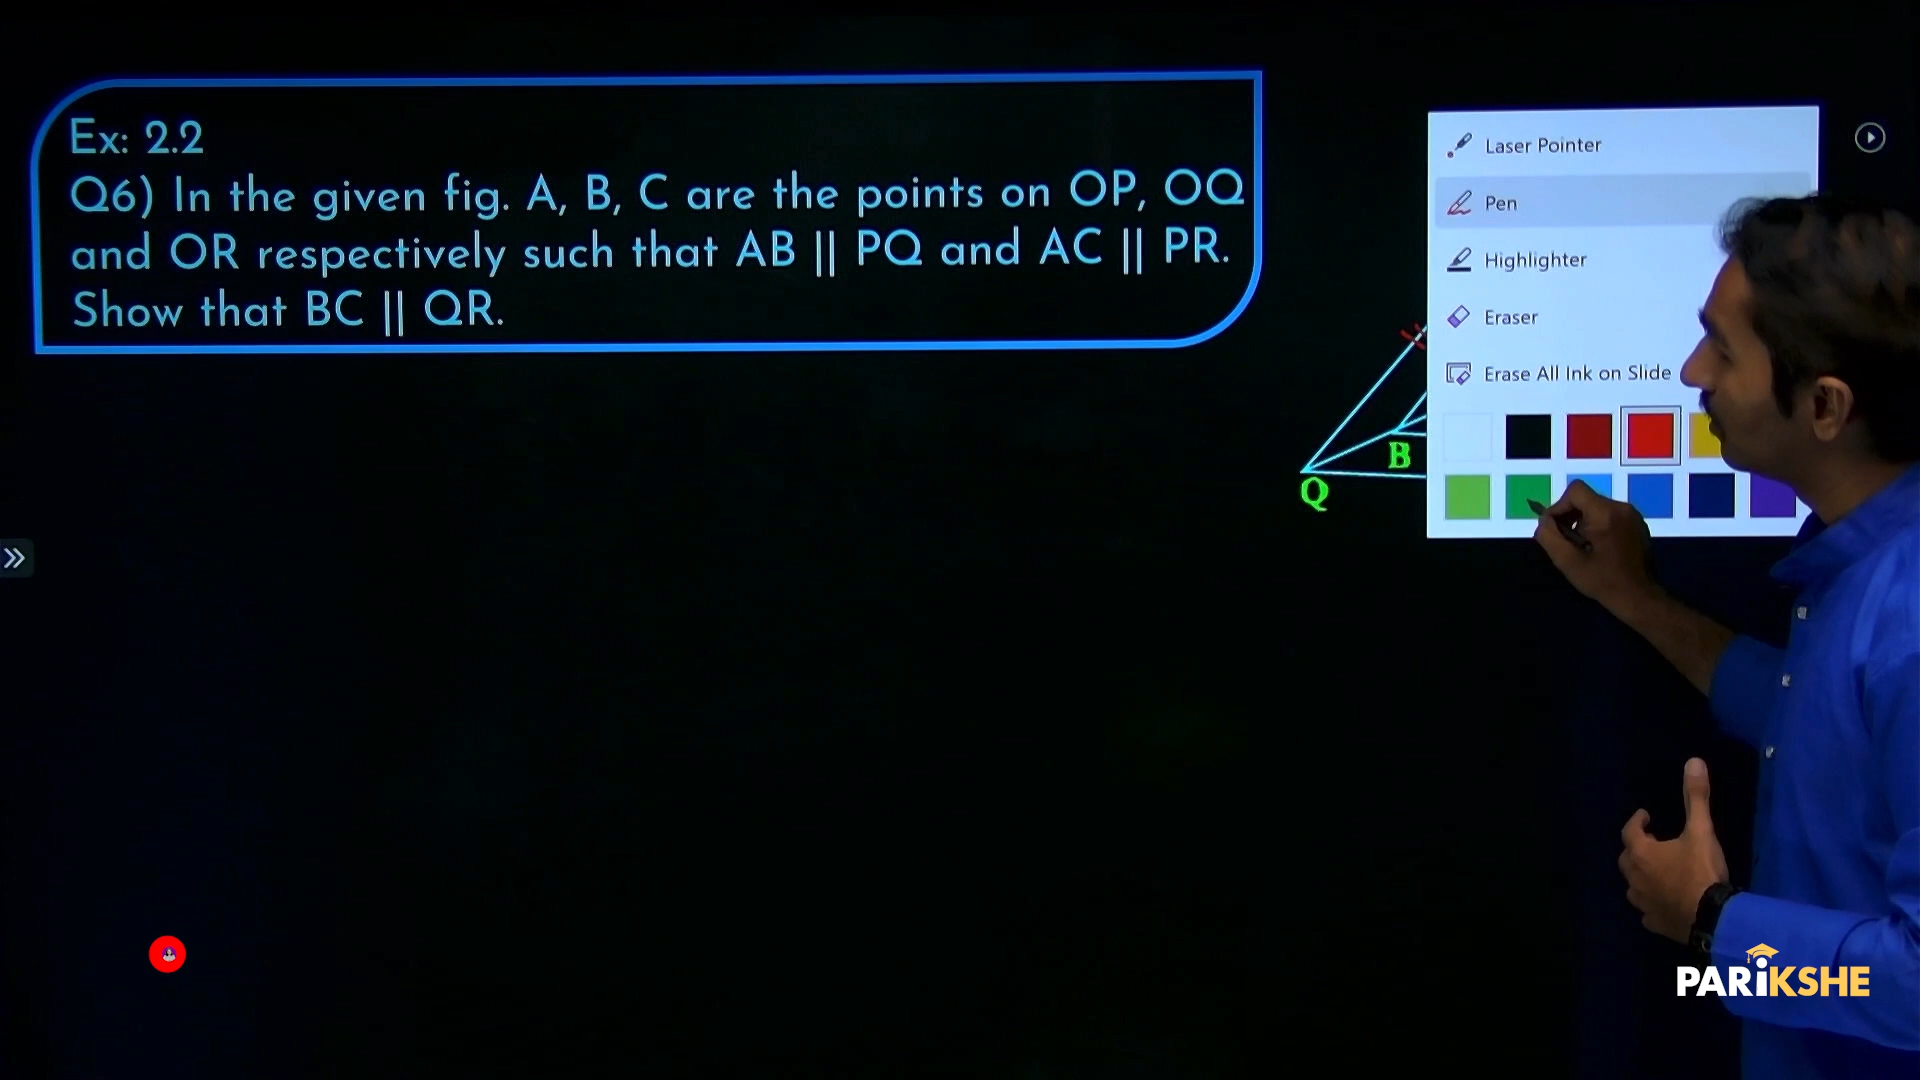 Ex: 2.2
Q6) In the given fig. A, B, C are the points on OP, OQ
and OR respectively such that AB || PQ and AC || PR.
Show that BC || QR.
Laser Pointer
Pen
Highlighter
Eraser
Erase All Ink on Slide
B
Q
PARiKSHE